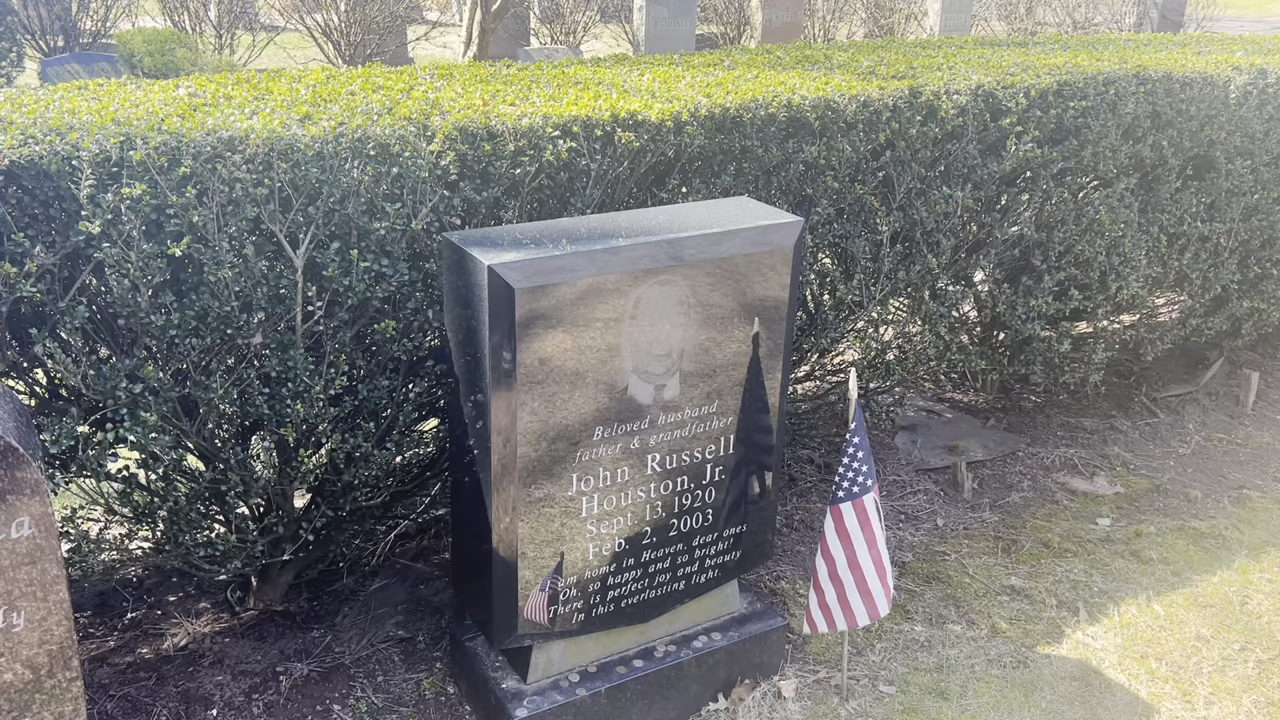 Beloved husband
father & grandfather
John Russell
Houston, Jr.
Sept. 13, 1920
Feb. 2, 2003
I am home in Heaven, dear ones
Oh, so happy and so bright!
There is perfect joy and beauty
In this everlasting light.